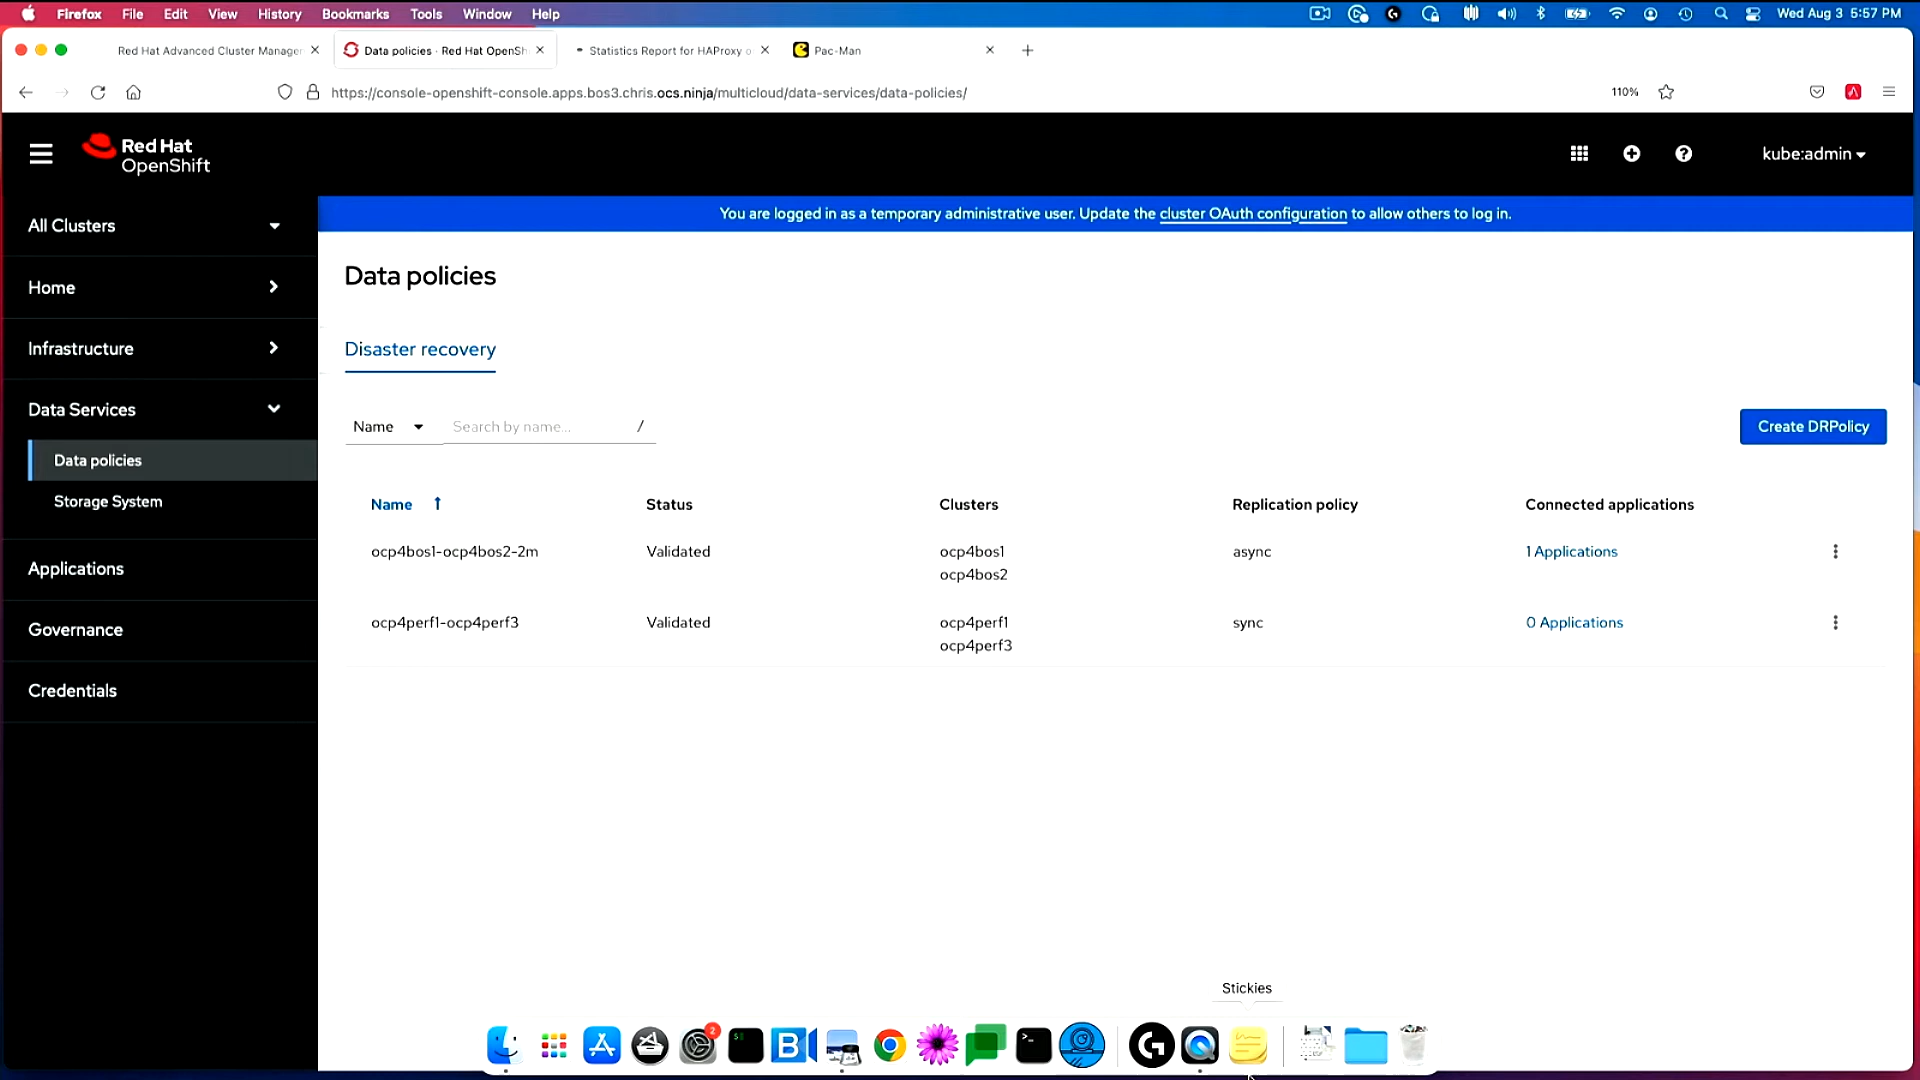 Firefox File Edit View History Bookmarks Tools Window Help Wed Aug 3 5:57 PM
Red Hat Advanced Cluster Manager Data policies · Red Hat OpenSh Statistics Report for HAProxy o Pac-Man
https://console-openshift-console.apps.bos3.chris.ocs.ninja/multicloud/data-services/data-policies/ 110%
Red Hat
OpenShift
kube:admin
All Clusters
Home
Infrastructure
Data Services
Data policies
Storage System
Applications
Governance
Credentials
You are logged in as a temporary administrative user. Update the cluster OAuth configuration to allow others to log in.
Data policies
Disaster recovery
Name Search by name... /
Create DRPolicy
Name Status Clusters Replication policy Connected applications
ocp4bos1-ocp4bos2-2m Validated ocp4bos1 async 1 Applications
ocp4bos2
ocp4perf1-ocp4perf3 Validated ocp4perf1 sync 0 Applications
ocp4perf3
Stickies
2